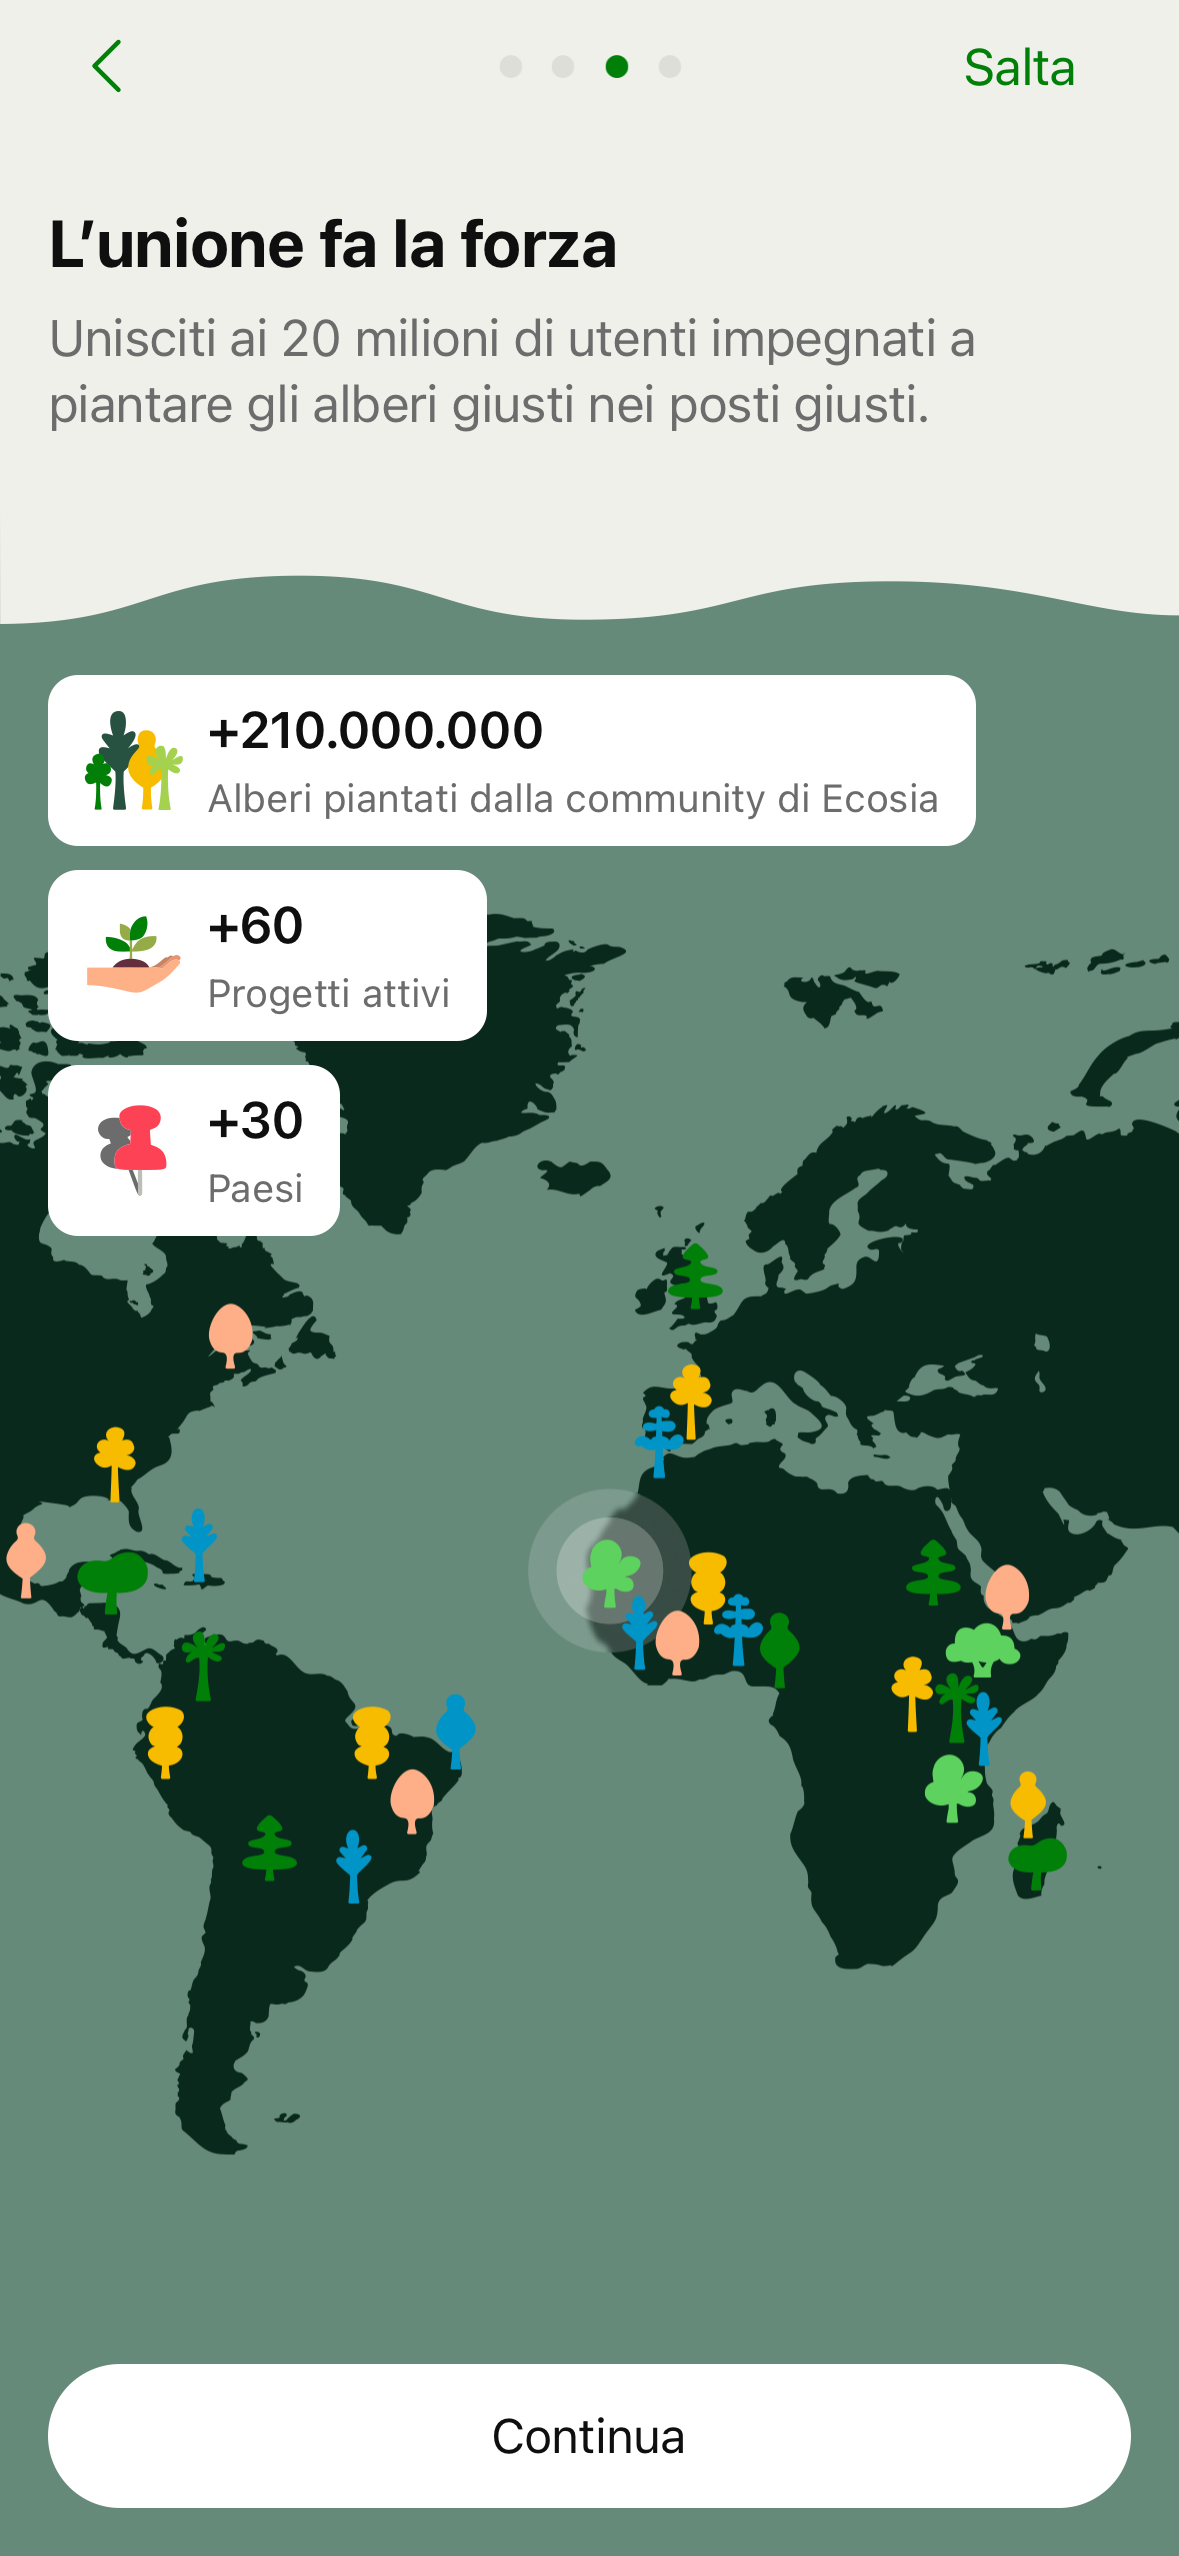 Salta
L’unione fa la forza
Unisciti ai 20 milioni di utenti impegnati a
piantare gli alberi giusti nei posti giusti.
+210.000.000
Alberi piantati dalla community di Ecosia
+60
Progetti attivi
+30
Paesi
Continua